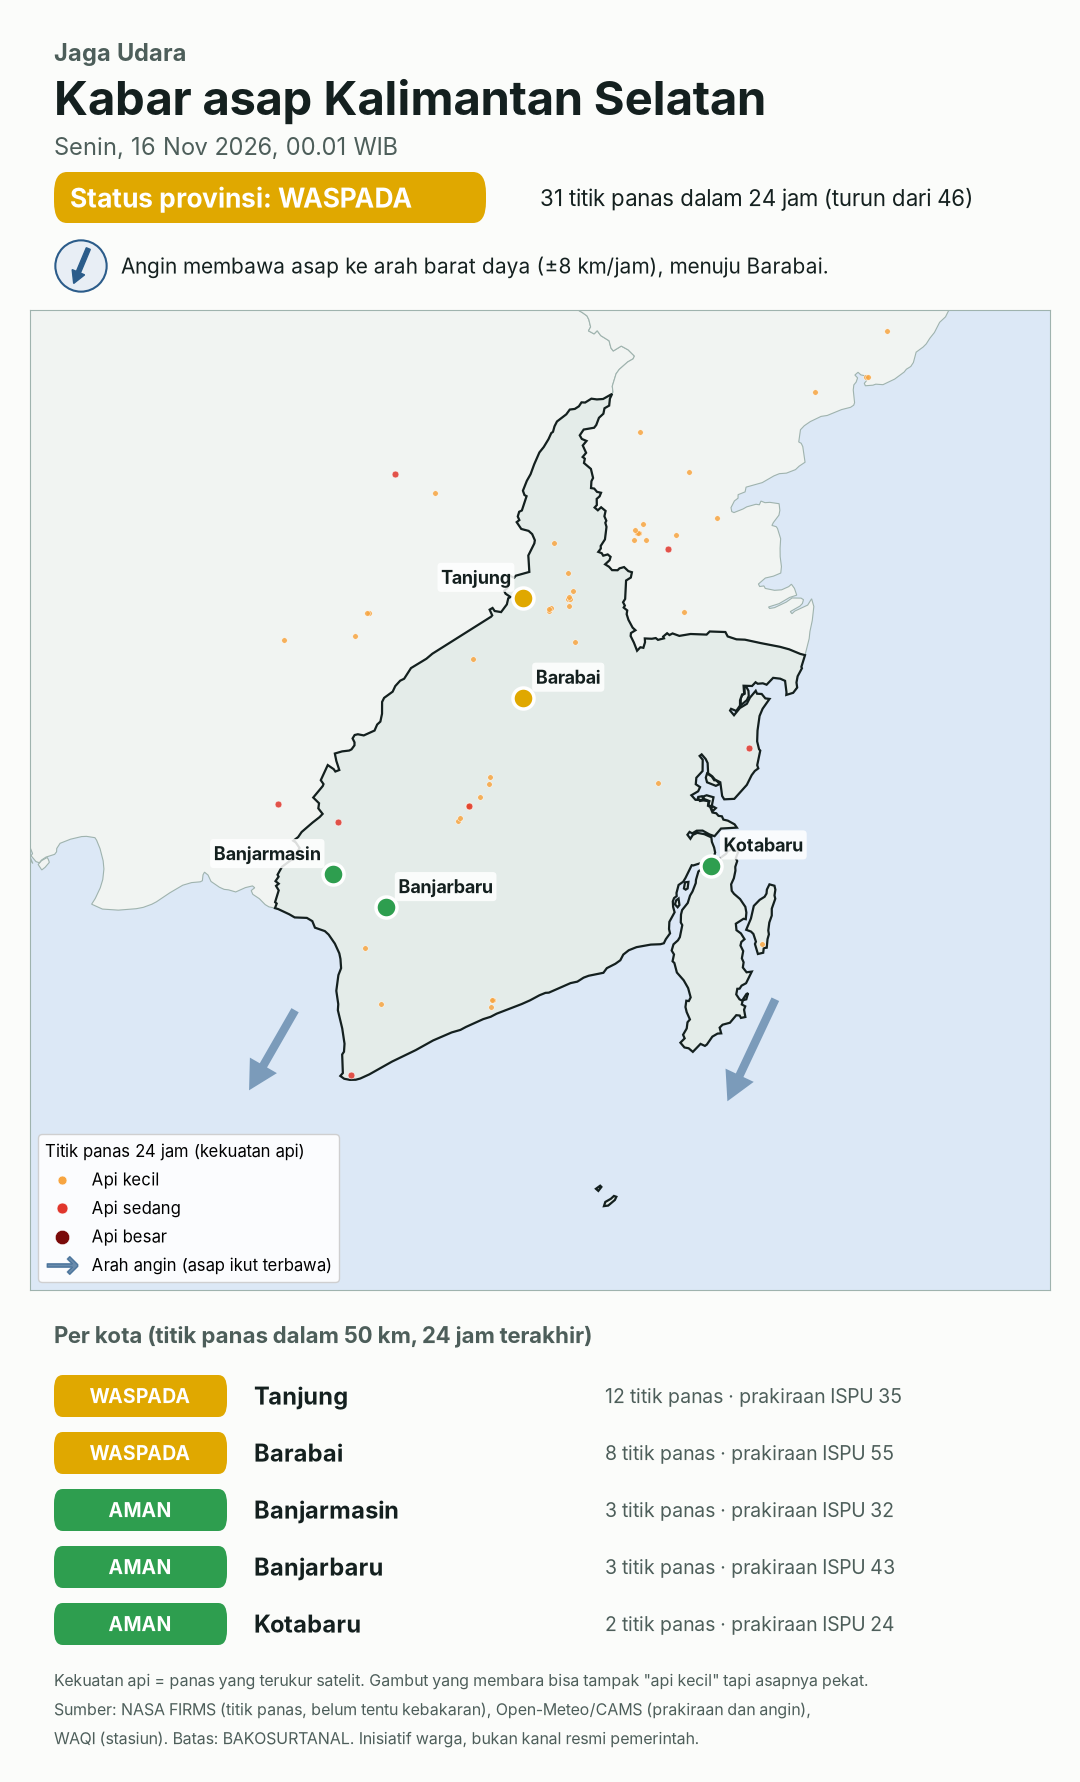 Jaga Udara
Kabar asap Kalimantan Selatan
Senin, 16 Nov 2026, 00.01 WIB
Status provinsi: WASPADA
31 titik panas dalam 24 jam (turun dari 46)
Angin membawa asap ke arah barat daya (±8 km/jam), menuju Barabai.
Tanjung
Barabai
Banjarmasin
Kotabaru
Banjarbaru
Titik panas 24 jam (kekuatan api)
Api kecil
Api sedang
Api besar
Arah angin (asap ikut terbawa)
Per kota (titik panas dalam 50 km, 24 jam terakhir)
WASPADA Tanjung 12 titik panas · prakiraan ISPU 35
WASPADA Barabai 8 titik panas · prakiraan ISPU 55
AMAN Banjarmasin 3 titik panas · prakiraan ISPU 32
AMAN Banjarbaru 3 titik panas · prakiraan ISPU 43
AMAN Kotabaru 2 titik panas · prakiraan ISPU 24
Kekuatan api = panas yang terukur satelit. Gambut yang membara bisa tampak "api kecil" tapi asapnya pekat.
Sumber: NASA FIRMS (titik panas, belum tentu kebakaran), Open-Meteo/CAMS (prakiraan dan angin),
WAQI (stasiun). Batas: BAKOSURTANAL. Inisiatif warga, bukan kanal resmi pemerintah.